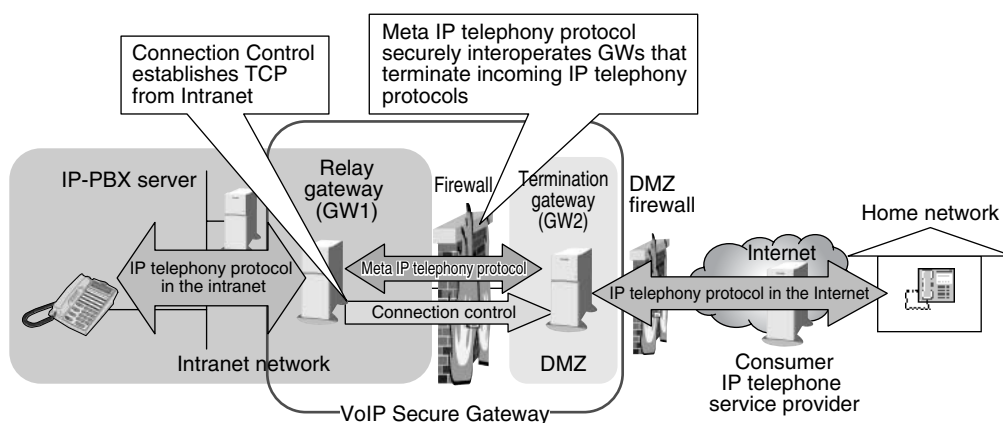 Connection Control
establishes TCP
from Intranet
Meta IP telephony protocol
securely interoperates GWs that
terminate incoming IP telephony
protocols
IP-PBX server
Relay
gateway
(GW1)
Firewall
Termination
gateway
(GW2)
DMZ
firewall
Home network
Internet
IP telephony protocol
in the intranet
Meta IP telephony protocol
IP telephony protocol in the Internet
Connection control
Intranet network
DMZ
Consumer
IP telephone
service provider
VoIP Secure Gateway